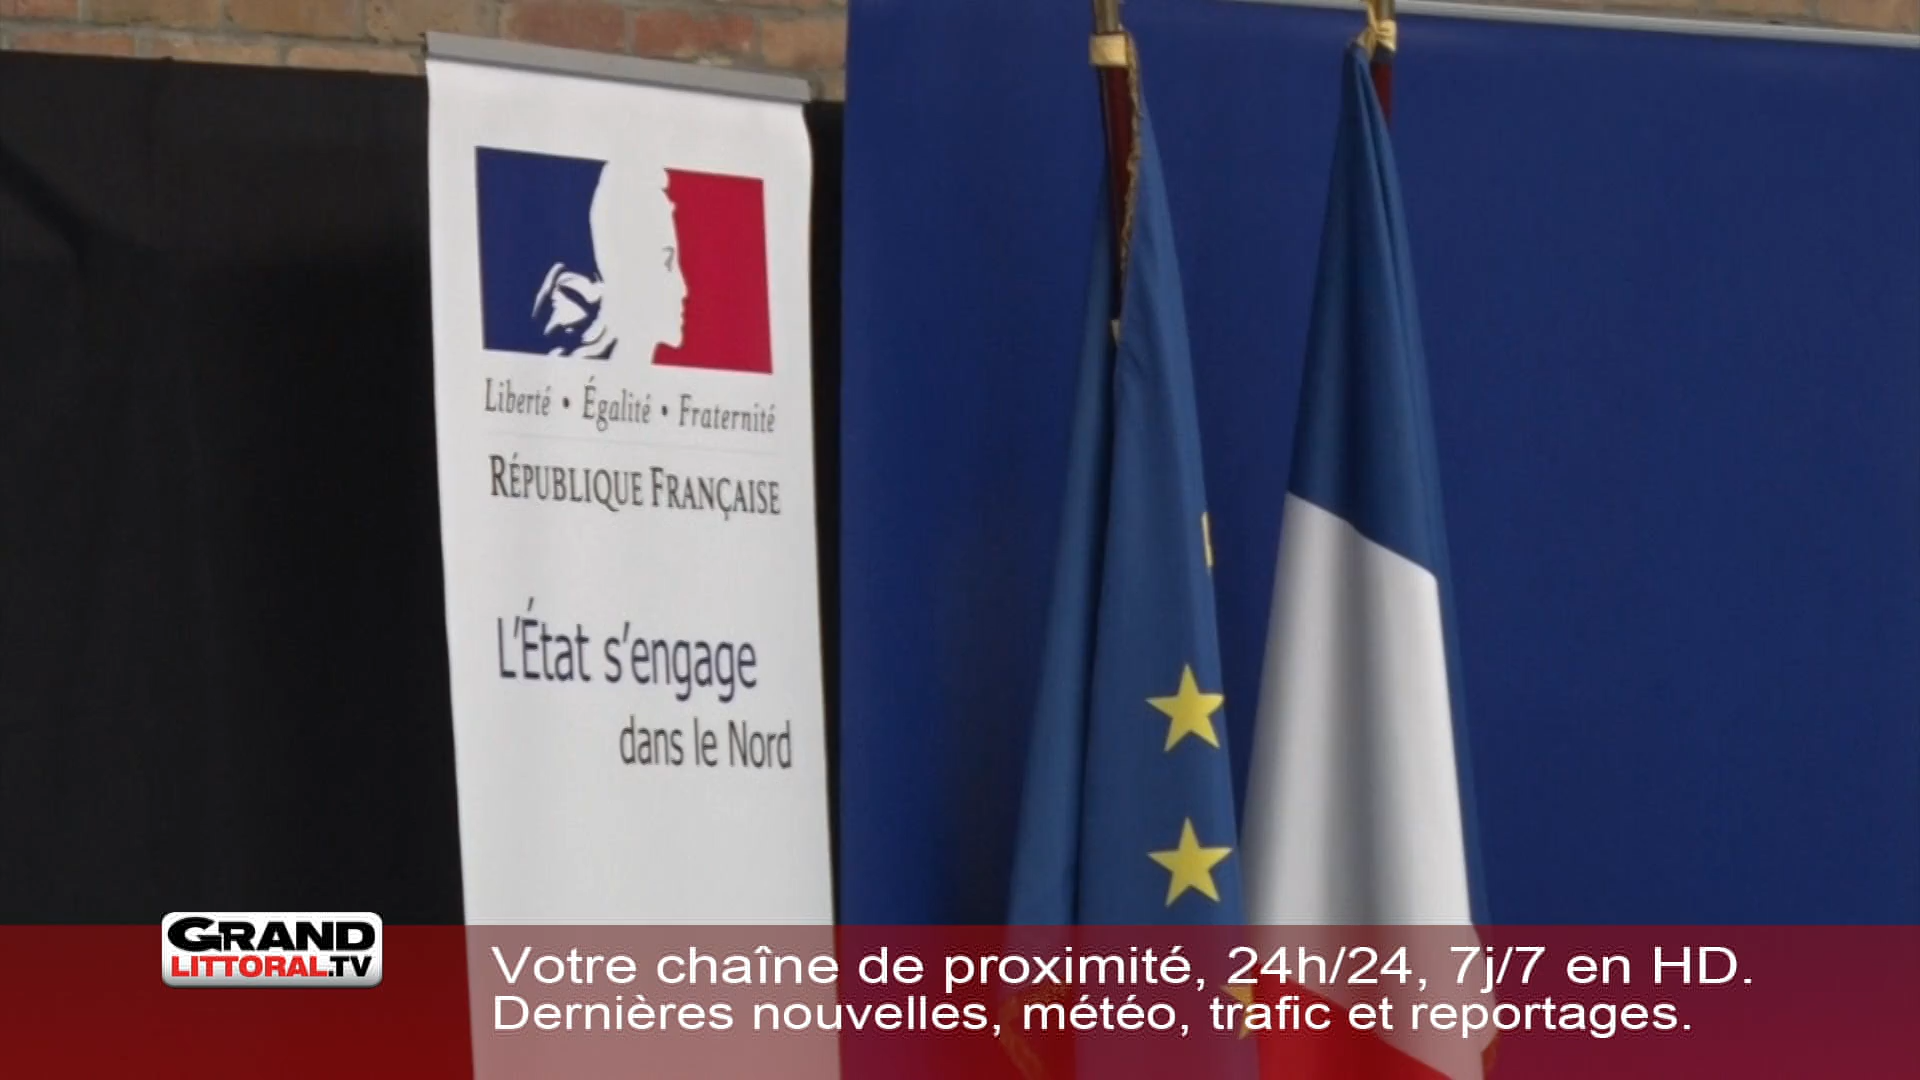 Liberté • Égalité • Fraternité
RÉPUBLIQUE FRANÇAISE
L'État s'engage
dans le Nord
GRAND
LITTORAL.TV
Votre chaîne de proximité, 24h/24, 7j/7 en HD.
Dernières nouvelles, météo, trafic et reportages.